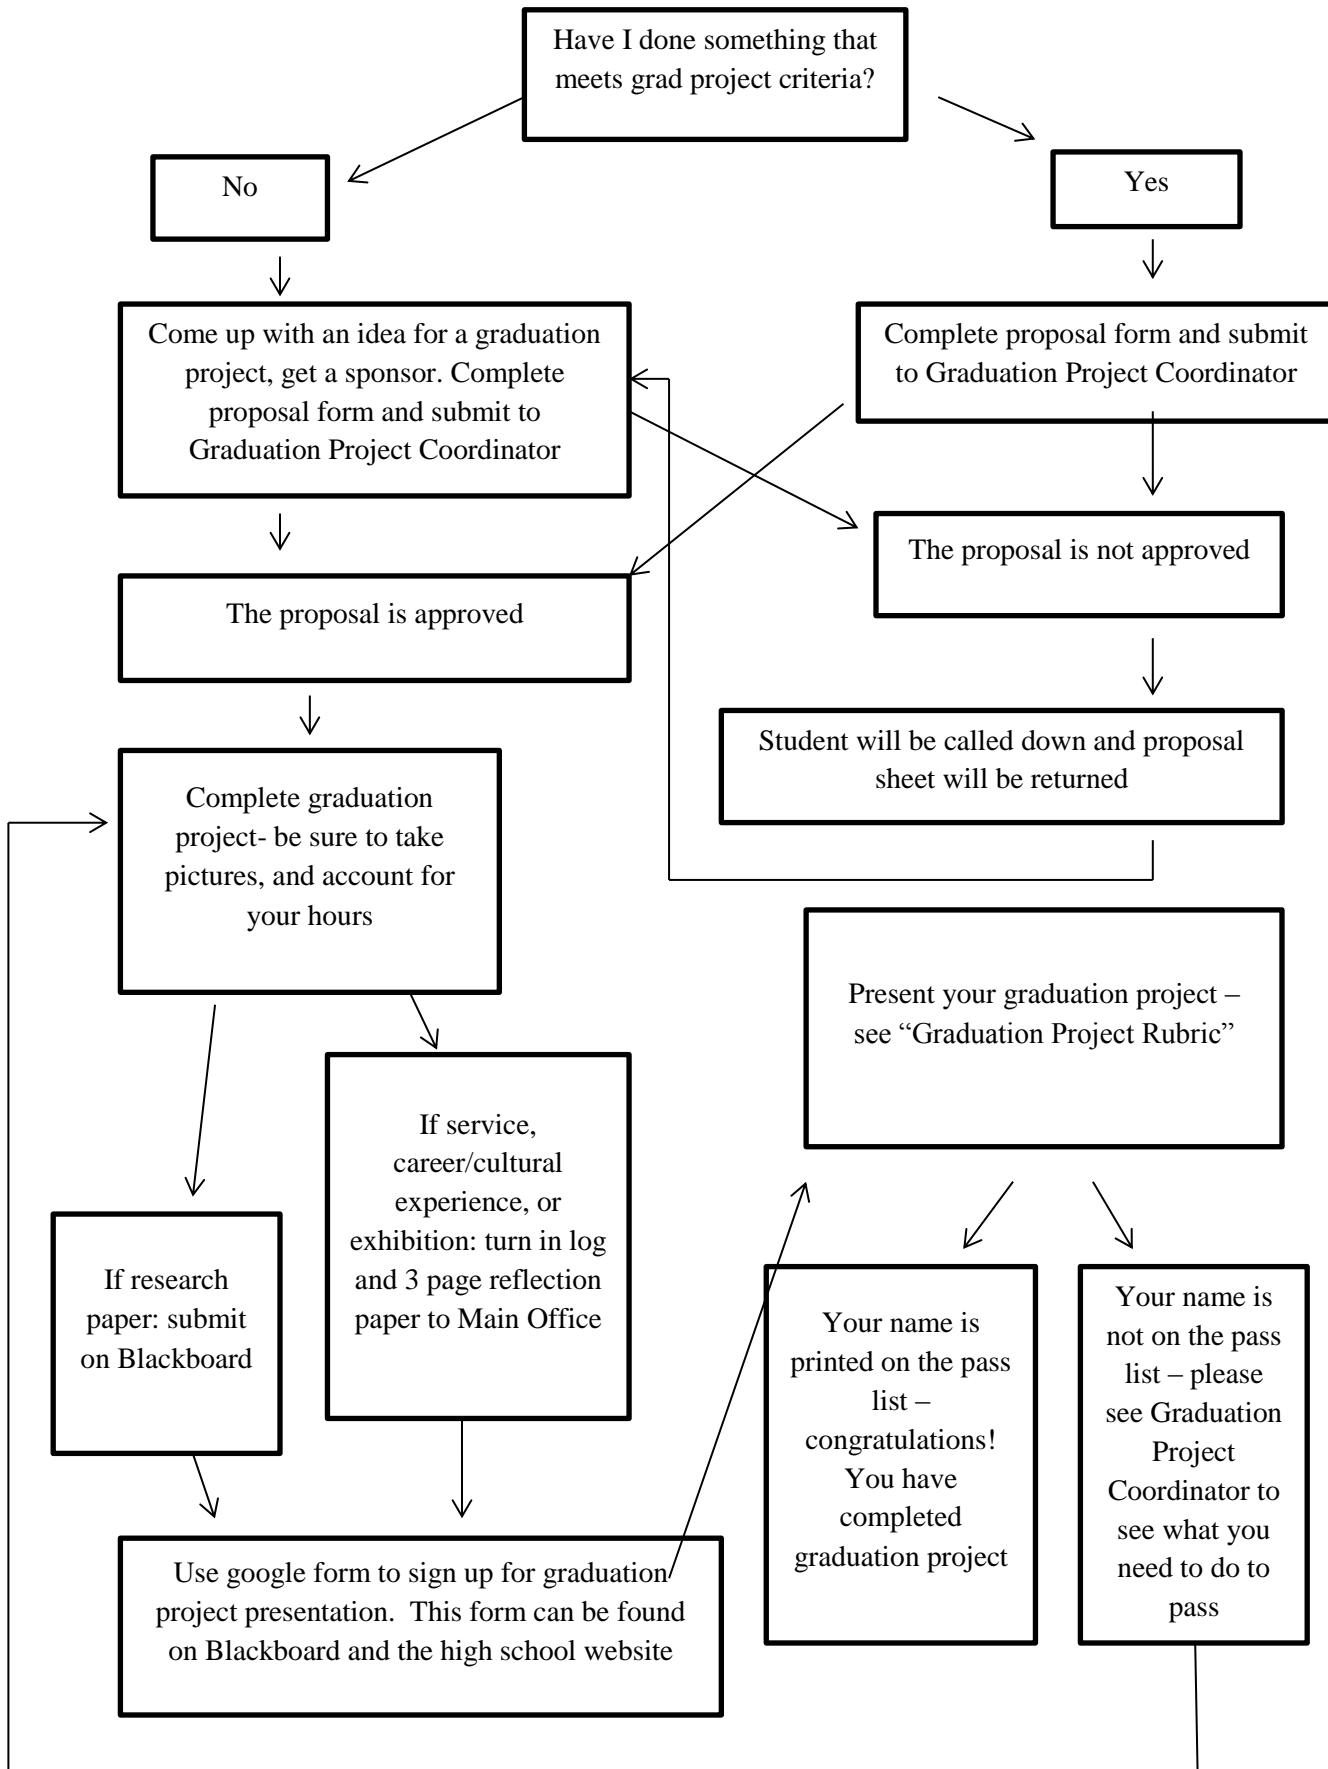 Have I done something that
meets grad project criteria?
No
Yes
Come up with an idea for a graduation
project, get a sponsor. Complete
proposal form and submit to
Graduation Project Coordinator
Complete proposal form and submit
to Graduation Project Coordinator
The proposal is not approved
The proposal is approved
Student will be called down and proposal
sheet will be returned
Complete graduation
project- be sure to take
pictures, and account for
your hours
Present your graduation project –
see “Graduation Project Rubric”
If service,
career/cultural
experience, or
exhibition: turn in log
and 3 page reflection
paper to Main Office
If research
paper: submit
on Blackboard
Your name is
printed on the pass
list –
congratulations!
You have
completed
graduation project
Your name is
not on the pass
list – please
see Graduation
Project
Coordinator to
see what you
need to do to
pass
Use google form to sign up for graduation
project presentation.  This form can be found
on Blackboard and the high school website